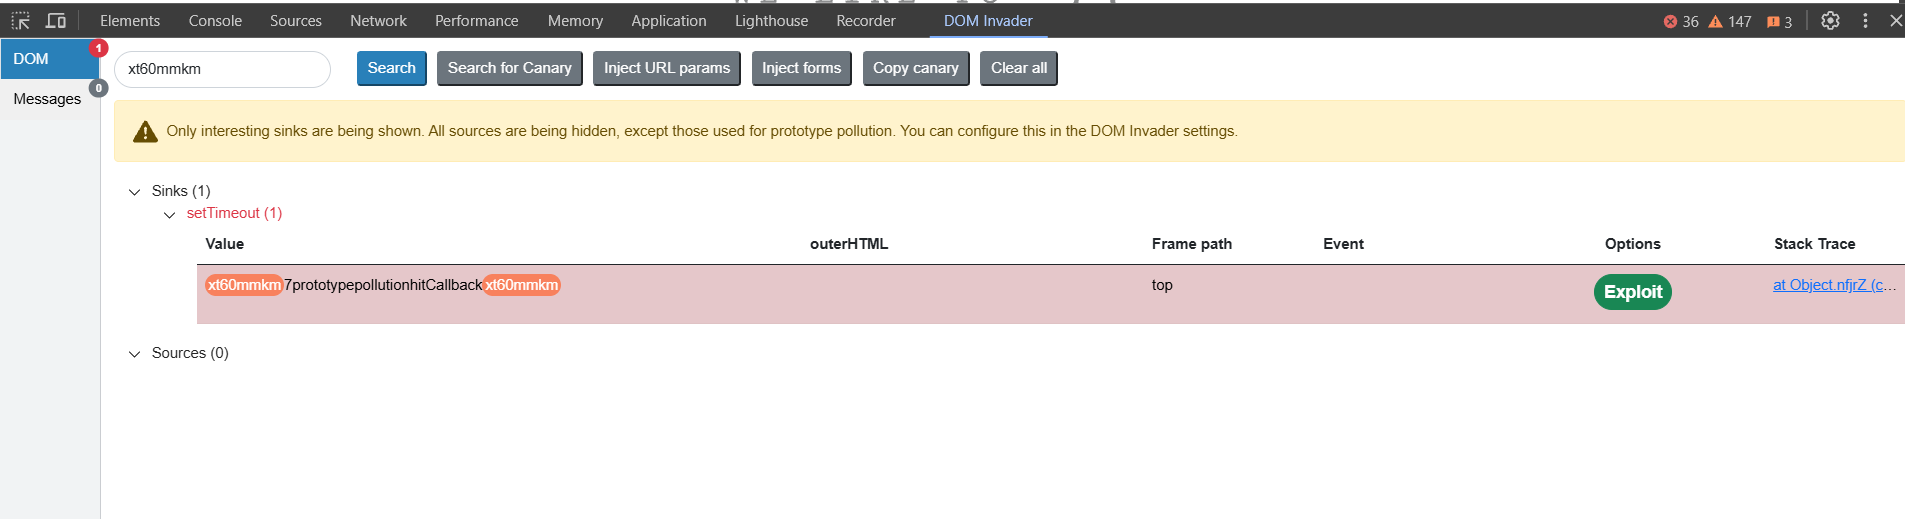 Elements Console Sources Network Performance Memory Application Lighthouse Recorder DOM Invader 36 147 3
DOM 1
xt60mmkm Search Search for Canary Inject URL params Inject forms Copy canary Clear all
Messages 0
Only interesting sinks are being shown. All sources are being hidden, except those used for prototype pollution. You can configure this in the DOM Invader settings.
Sinks (1)
setTimeout (1)
Value outerHTML Frame path Event Options Stack Trace
xt60mmkm7prototypepollutionhitCallbackxt60mmkm top Exploit at Object.nfjrZ (c...
Sources (0)